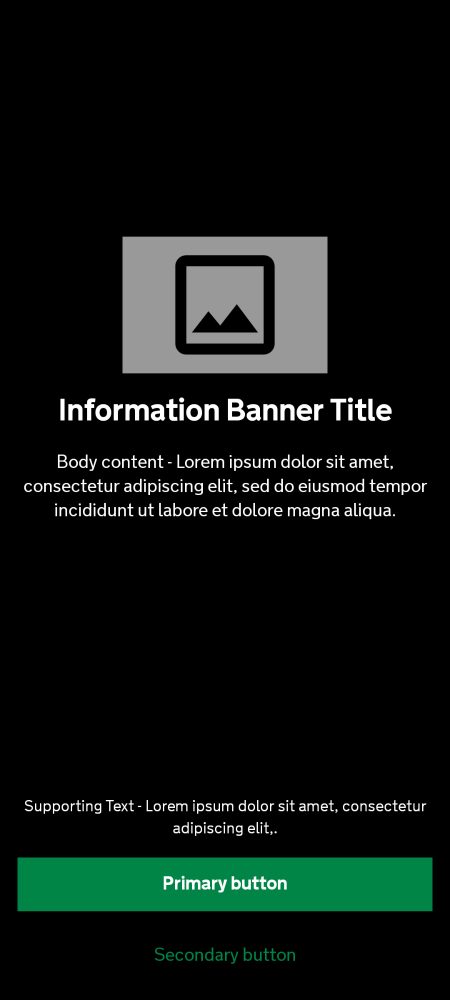 Information Banner Title
Body content - Lorem ipsum dolor sit amet,
consectetur adipiscing elit, sed do eiusmod tempor
incididunt ut labore et dolore magna aliqua.
Supporting Text - Lorem ipsum dolor sit amet, consectetur
adipiscing elit,.
Primary button
Secondary button